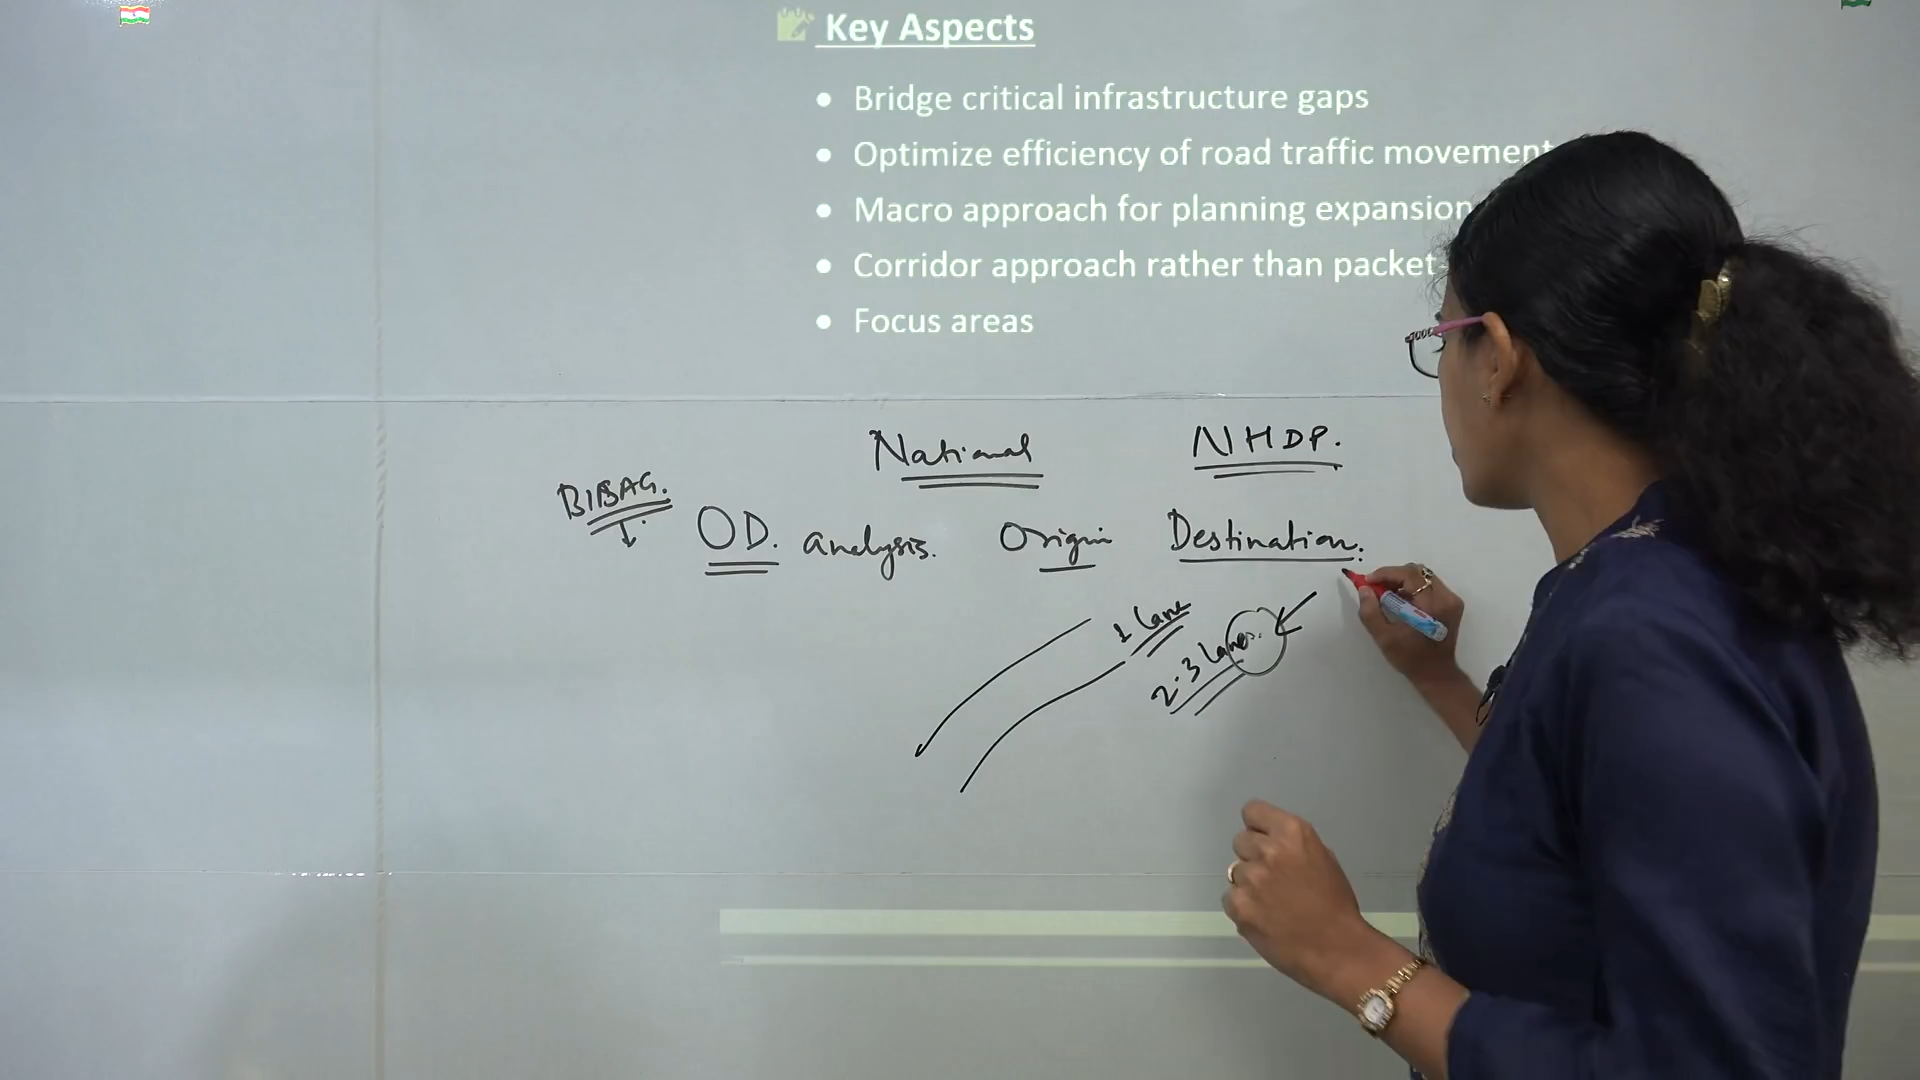 Key Aspects
• Bridge critical infrastructure gaps
• Optimize efficiency of road traffic movement
• Macro approach for planning expansion
• Corridor approach rather than packet-
• Focus areas
National NHDP.
BIBAG.
OD. analysis. Origin Destination.
1 lane
2.3 lanes.